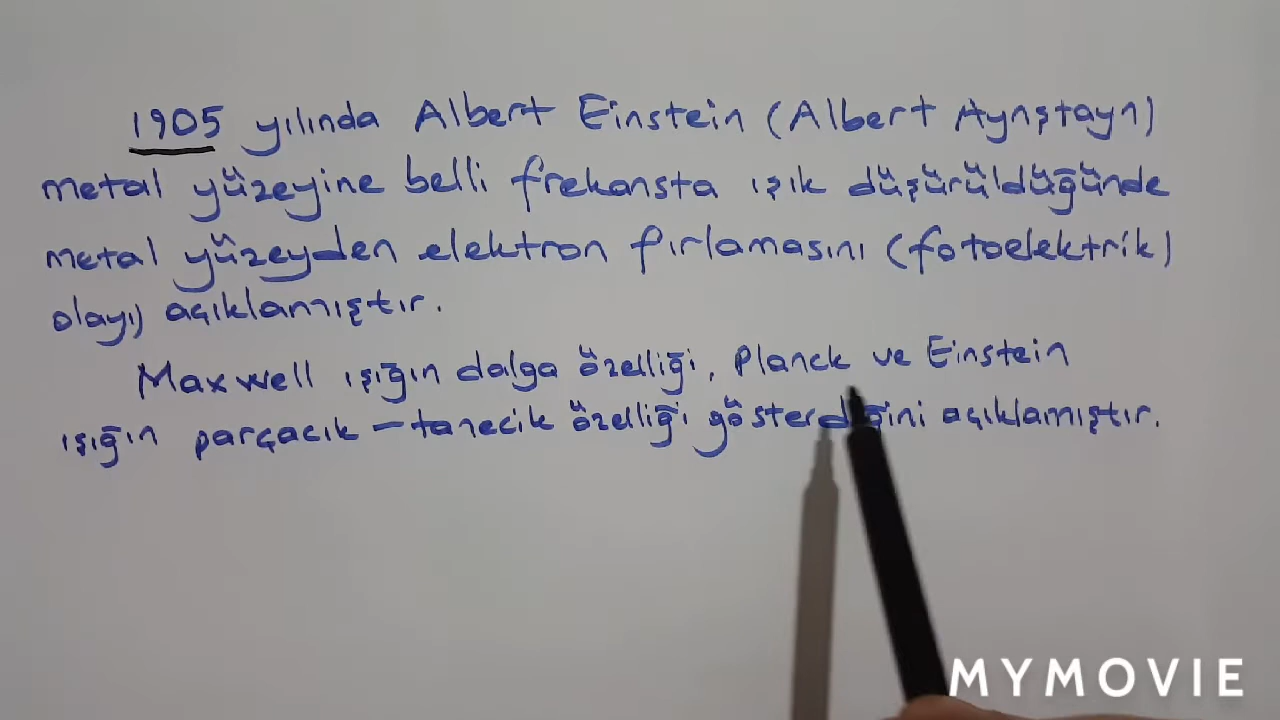 1905 yılında Albert Einstein (Albert Aynştayn)
metal yüzeyine belli frekansta ışık düşürüldüğünde
metal yüzeyden elektron fırlamasını (fotoelektrik)
olayı) açıklamıştır.
Maxwell ışığın dalga özelliği, Planck ve Einstein
ışığın parçacık-tanecik özelliği gösterdiğini açıklamıştır.
MYMOVIE